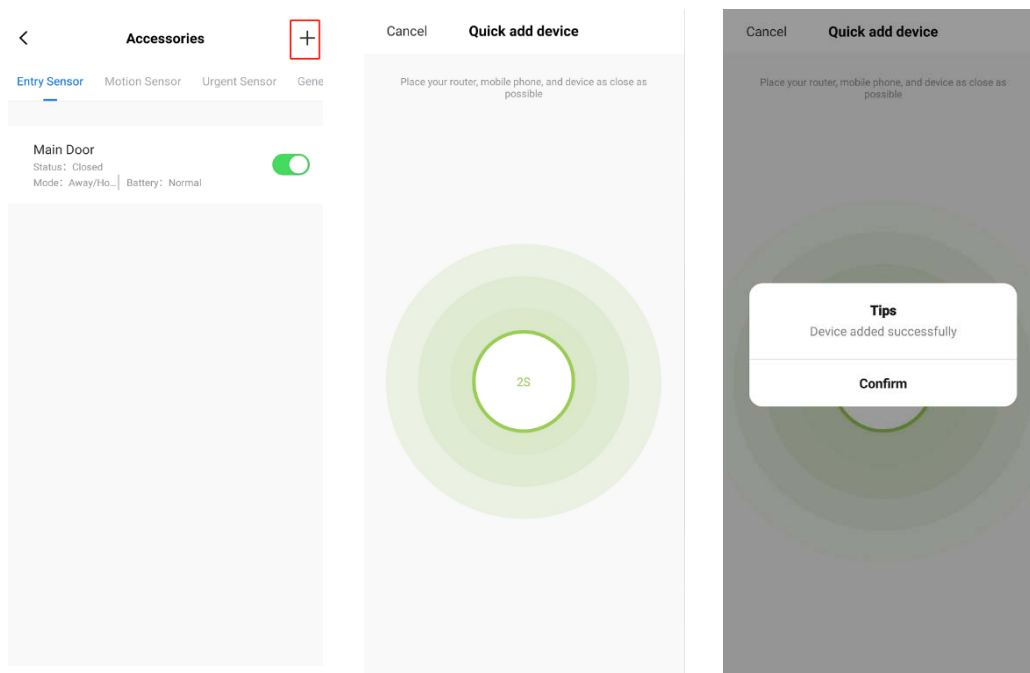 Accessories
Entry Sensor Motion Sensor Urgent Sensor Gene
Main Door
Status: Closed
Mode: Away/Ho... Battery: Normal
Cancel Quick add device
Place your router, mobile phone, and device as close as
possible
2S
Cancel Quick add device
Place your router, mobile phone, and device as close as
possible
Tips
Device added successfully
Confirm